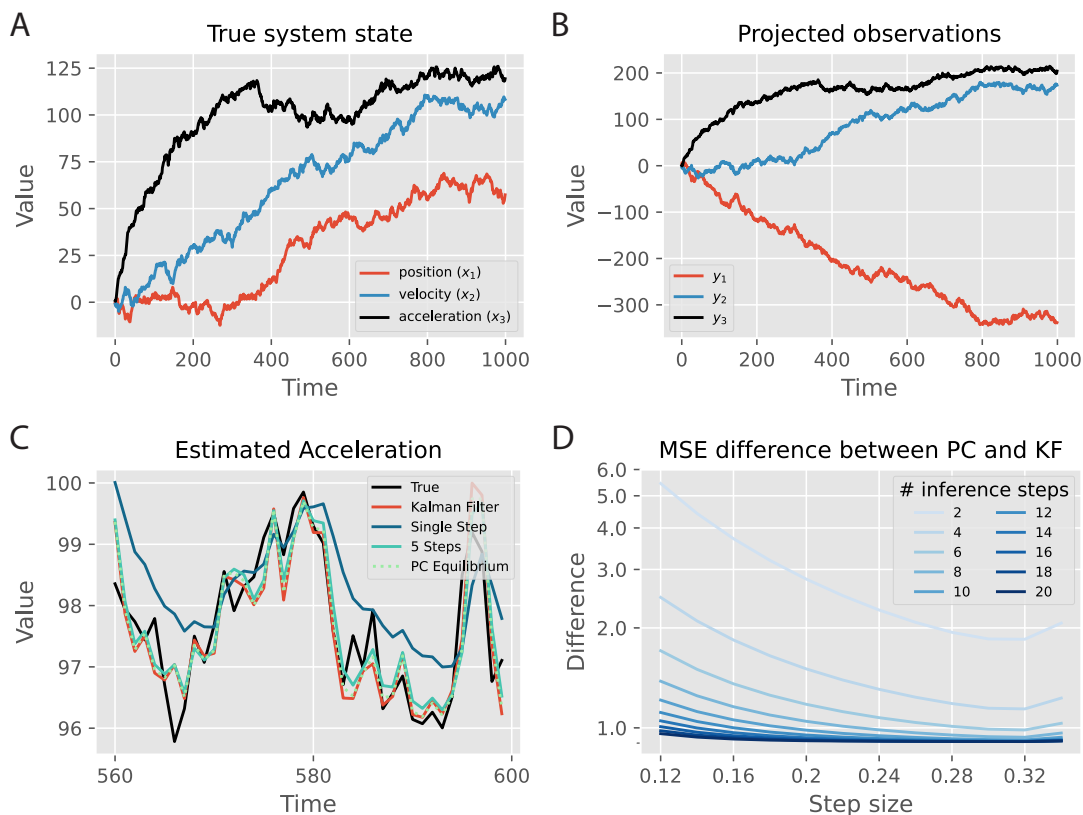 A
True system state
Value
125
100
75
50
25
0
0
200
400
600
800
1000
Time
position (x₁)
velocity (x₂)
acceleration (x₃)
B
Projected observations
Value
200
100
0
−100
−200
−300
0
200
400
600
800
1000
Time
y₁
y₂
y₃
C
Estimated Acceleration
Value
100
99
98
97
96
560
580
600
Time
True
Kalman Filter
Single Step
5 Steps
PC Equilibrium
D
MSE difference between PC and KF
Difference
6.0
5.0
4.0
3.0
2.0
1.0
0.12
0.16
0.2
0.24
0.28
0.32
Step size
# inference steps
2
4
6
8
10
12
14
16
18
20